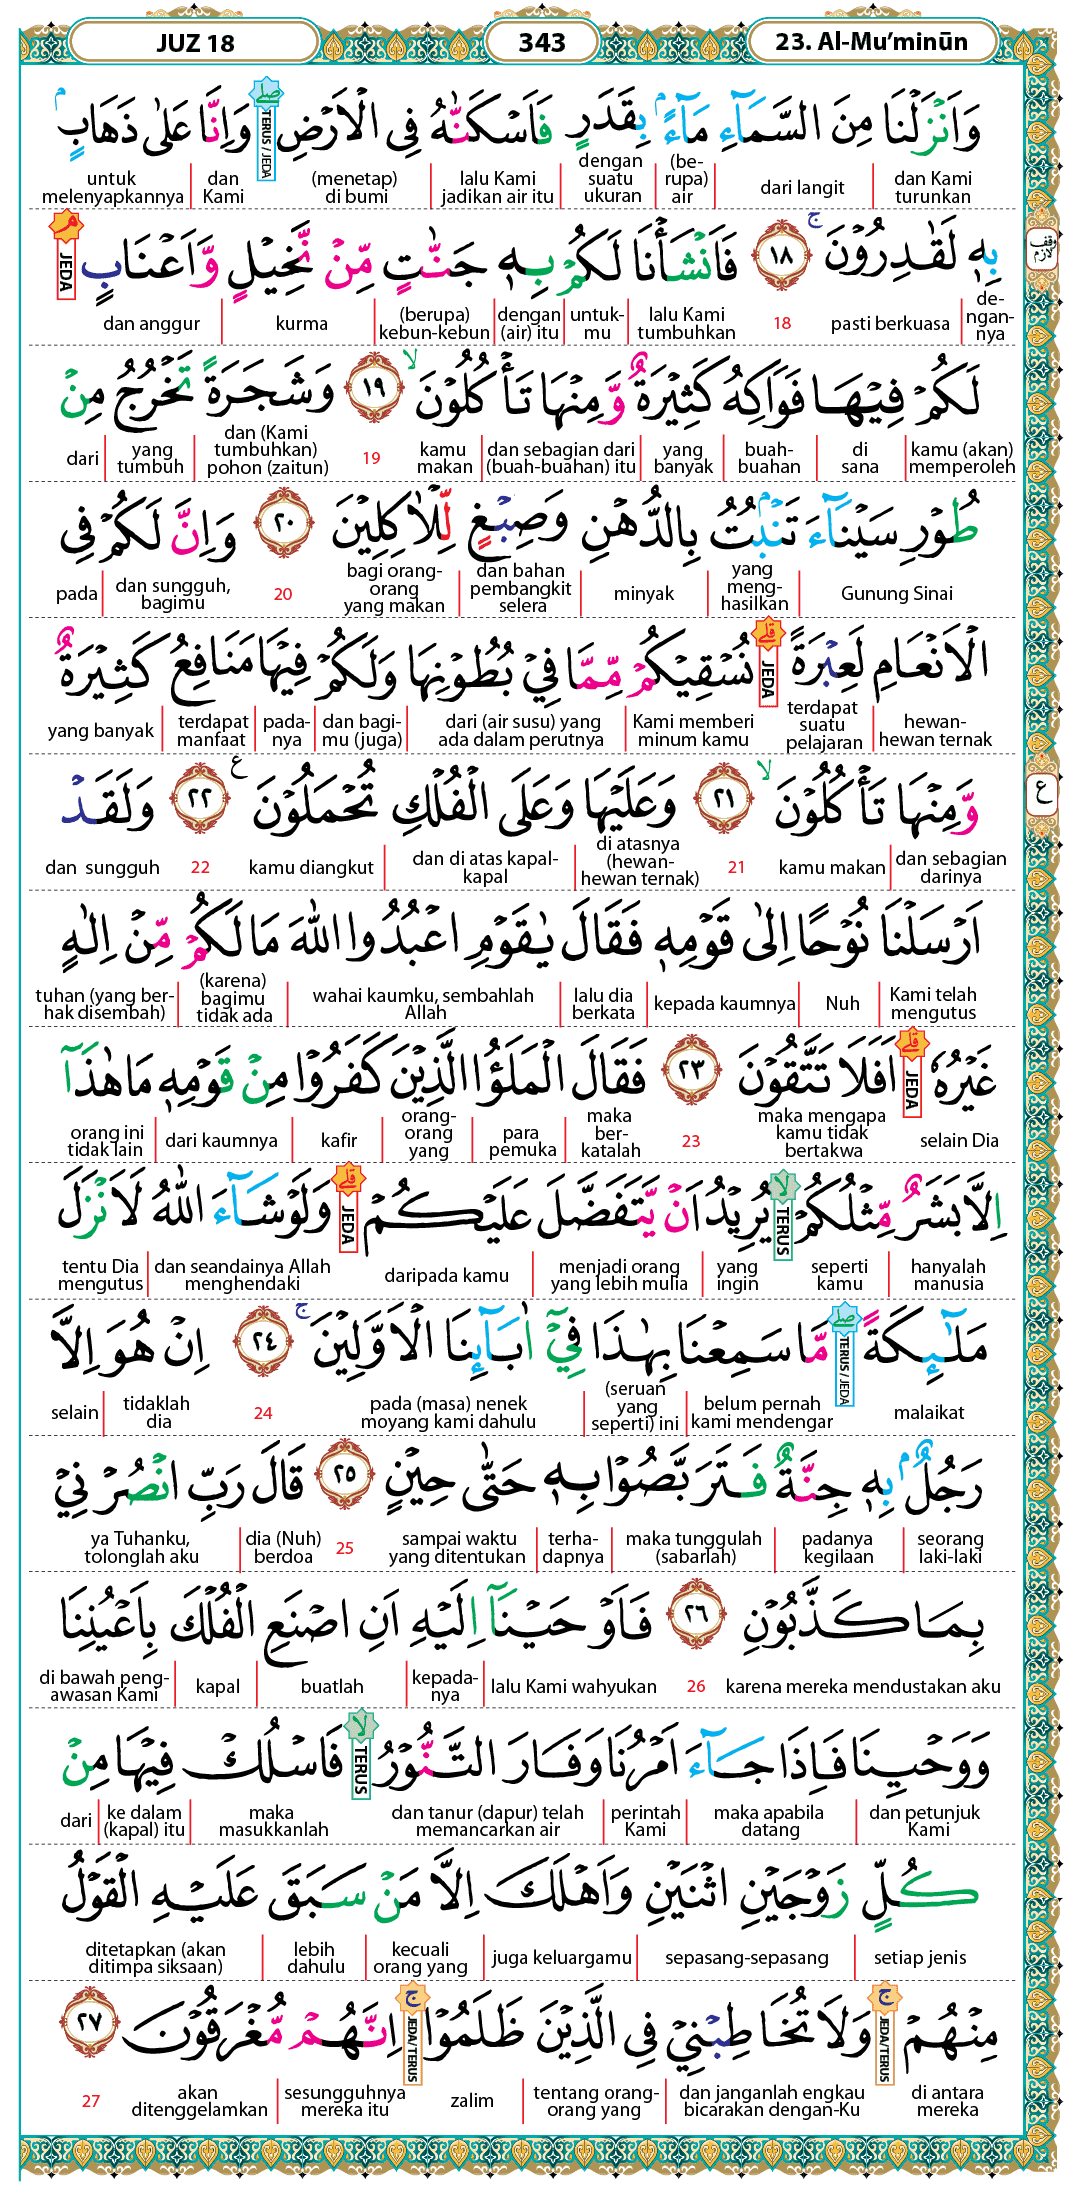 JUZ 18
343
23. Al-Mu’minūn
وَاَنْزَلْنَا مِنَ السَّمَاۤءِ مَاۤءًۢ بِقَدَرٍ فَاَسْكَنّٰهُ فِى الْاَرْضِۖ وَاِنَّا عَلٰى ذَهَابٍۢ
dan Kami turunkan | dari langit | (be-rupa) air | dengan suatu ukuran | lalu Kami jadikan air itu | (menetap) di bumi | TERUS / JEDA | dan Kami | untuk melenyapkannya
بِهٖ لَقٰدِرُوْنَ ۚ ١٨ فَاَنْشَأْنَا لَكُمْ بِهٖ جَنّٰتٍ مِّنْ نَّخِيْلٍ وَّاَعْنَابٍۘ
de-ngan-nya | pasti berkuasa | 18 | lalu Kami tumbuhkan | untuk-mu | dengan (air) itu | (berupa) kebun-kebun | kurma | dan anggur | JEDA
لَكُمْ فِيْهَا فَوَاكِهُ كَثِيْرَةٌ وَّمِنْهَا تَأْكُلُوْنَ ۙ ١٩ وَشَجَرَةً تَخْرُجُ مِنْ
kamu (akan) memperoleh | di sana | buah-buahan | yang banyak | dan sebagian dari (buah-buahan) itu | kamu makan | 19 | dan (Kami tumbuhkan) pohon (zaitun) | yang tumbuh | dari
طُوْرِ سَيْنَاۤءَ تَنْۢبُتُ بِالدُّهْنِ وَصِبْغٍ لِّلْاٰكِلِيْنَ ٢٠ وَاِنَّ لَكُمْ فِى
Gunung Sinai | yang meng-hasilkan | minyak | dan bahan pembangkit selera | bagi orang-orang yang makan | 20 | dan sungguh, bagimu | pada
الْاَنْعَامِ لَعِبْرَةًۗ نُسْقِيْكُمْ مِّمَّا فِيْ بُطُوْنِهَا وَلَكُمْ فِيْهَا مَنَافِعُ كَثِيْرَةٌ
hewan-hewan ternak | terdapat suatu pelajaran | JEDA | Kami memberi minum kamu | dari (air susu) yang ada dalam perutnya | dan bagi-mu (juga) | pada-nya | terdapat manfaat | yang banyak
وَّمِنْهَا تَأْكُلُوْنَ ۙ ٢١ وَعَلَيْهَا وَعَلَى الْفُلْكِ تُحْمَلُوْنَ ࣖ ٢٢ وَلَقَدْ
dan sebagian darinya | kamu makan | 21 | di atasnya (hewan-hewan ternak) | dan di atas kapal-kapal | kamu diangkut | 22 | dan sungguh
اَرْسَلْنَا نُوْحًا اِلٰى قَوْمِهٖ فَقَالَ يٰقَوْمِ اعْبُدُوا اللّٰهَ مَا لَكُمْ مِّنْ اِلٰهٍ
Kami telah mengutus | Nuh | kepada kaumnya | lalu dia berkata | wahai kaumku, sembahlah Allah | (karena) bagimu tidak ada | tuhan (yang ber-hak disembah)
غَيْرُهٗۗ اَفَلَا تَتَّقُوْنَ ٢٣ فَقَالَ الْمَلَؤُا الَّذِيْنَ كَفَرُوْا مِنْ قَوْمِهٖ مَا هٰذَآ
selain Dia | JEDA | maka mengapa kamu tidak bertakwa | 23 | maka ber-katalah | para pemuka | orang-orang yang | kafir | dari kaumnya | orang ini tidak lain
اِلَّا بَشَرٌ مِّثْلُكُمْۙ يُرِيْدُ اَنْ يَّتَفَضَّلَ عَلَيْكُمْۗ وَلَوْ شَاۤءَ اللّٰهُ لَاَنْزَلَ
hanyalah manusia | seperti kamu | TERUS | yang ingin | menjadi orang yang lebih mulia | daripada kamu | JEDA | dan seandainya Allah menghendaki | tentu Dia mengutus
مَلٰۤىِٕكَةًۖ مَّا سَمِعْنَا بِهٰذَا فِيْٓ اٰبَاۤىِٕنَا الْاَوَّلِيْنَ ۚ ٢٤ اِنْ هُوَ اِلَّا
malaikat | TERUS / JEDA | belum pernah kami mendengar | (seruan yang seperti) ini | pada (masa) nenek moyang kami dahulu | 24 | tidaklah dia | selain
رَجُلٌۢ بِهٖ جِنَّةٌ فَتَرَبَّصُوْا بِهٖ حَتّٰى حِيْنٍ ٢٥ قَالَ رَبِّ انْصُرْنِيْ
seorang laki-laki | padanya kegilaan | maka tunggulah (sabarlah) | terha-dapnya | sampai waktu yang ditentukan | 25 | dia (Nuh) berdoa | ya Tuhanku, tolonglah aku
بِمَا كَذَّبُوْنِ ٢٦ فَاَوْحَيْنَآ اِلَيْهِ اَنِ اصْنَعِ الْفُلْكَ بِاَعْيُنِنَا
karena mereka mendustakan aku | 26 | lalu Kami wahyukan | kepada-nya | buatlah | kapal | di bawah peng-awasan Kami
وَوَحْيِنَا فَاِذَا جَاۤءَ اَمْرُنَا وَفَارَ التَّنُّوْرُۙ فَاسْلُكْ فِيْهَا مِنْ
dan petunjuk Kami | maka apabila datang | perintah Kami | dan tanur (dapur) telah memancarkan air | TERUS | maka masukkanlah | ke dalam (kapal) itu | dari
كُلٍّ زَوْجَيْنِ اثْنَيْنِ وَاَهْلَكَ اِلَّا مَنْ سَبَقَ عَلَيْهِ الْقَوْلُ
setiap jenis | sepasang-sepasang | juga keluargamu | kecuali orang yang | lebih dahulu | ditetapkan (akan ditimpa siksaan)
مِنْهُمْۚ وَلَا تُخَاطِبْنِيْ فِى الَّذِيْنَ ظَلَمُوْاۚ اِنَّهُمْ مُّغْرَقُوْنَ ٢٧
di antara mereka | JEDA/TERUS | dan janganlah engkau bicarakan dengan-Ku | tentang orang-orang yang | zalim | JEDA/TERUS | sesungguhnya mereka itu | akan ditenggelamkan | 27
وقف لازم
ع